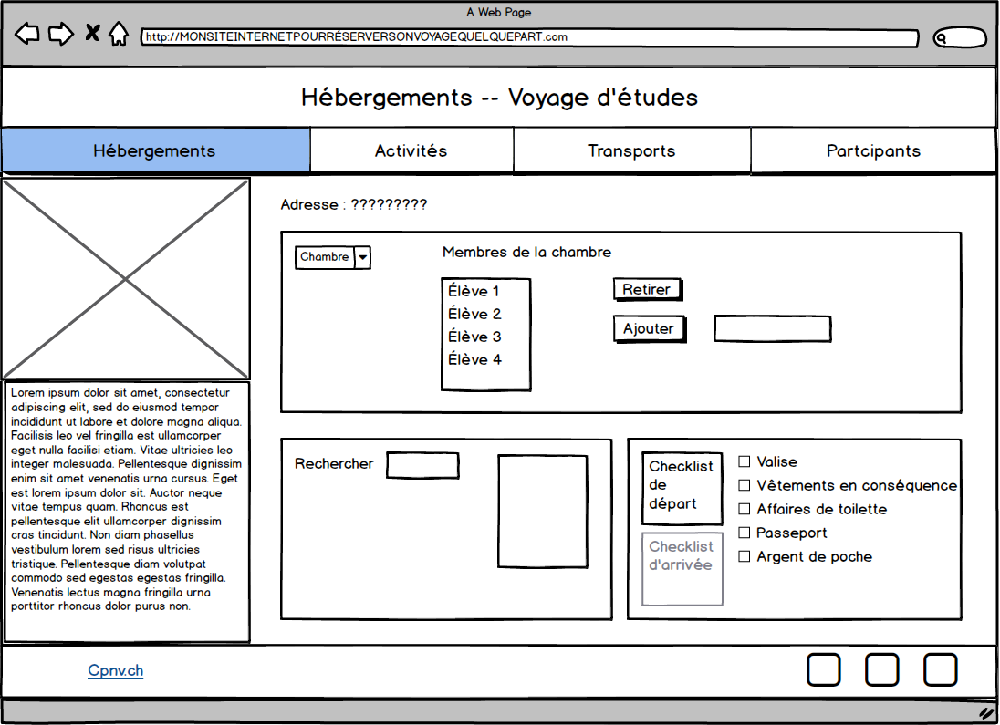 A Web Page
http://MONSITEINTERNETPOURRÉSERVERSONVOYAGEQUELQUEPART.com
Hébergements -- Voyage d'études
Hébergements
Activités
Transports
Partcipants
Lorem ipsum dolor sit amet, consectetur
adipiscing elit, sed do eiusmod tempor
incididunt ut labore et dolore magna aliqua.
Facilisis leo vel fringilla est ullamcorper
eget nulla facilisi etiam. Vitae ultricies leo
integer malesuada. Pellentesque dignissim
enim sit amet venenatis urna cursus. Eget
est lorem ipsum dolor sit. Auctor neque
vitae tempus quam. Rhoncus est
pellentesque elit ullamcorper dignissim
cras tincidunt. Non diam phasellus
vestibulum lorem sed risus ultricies
tristique. Pellentesque diam volutpat
commodo sed egestas egestas fringilla.
Venenatis lectus magna fringilla urna
porttitor rhoncus dolor purus non.
Adresse : ?????????
Chambre
Membres de la chambre
Élève 1
Élève 2
Élève 3
Élève 4
Retirer
Ajouter
Rechercher
Checklist
de
départ
Checklist
d'arrivée
Valise
Vêtements en conséquence
Affaires de toilette
Passeport
Argent de poche
Cpnv.ch